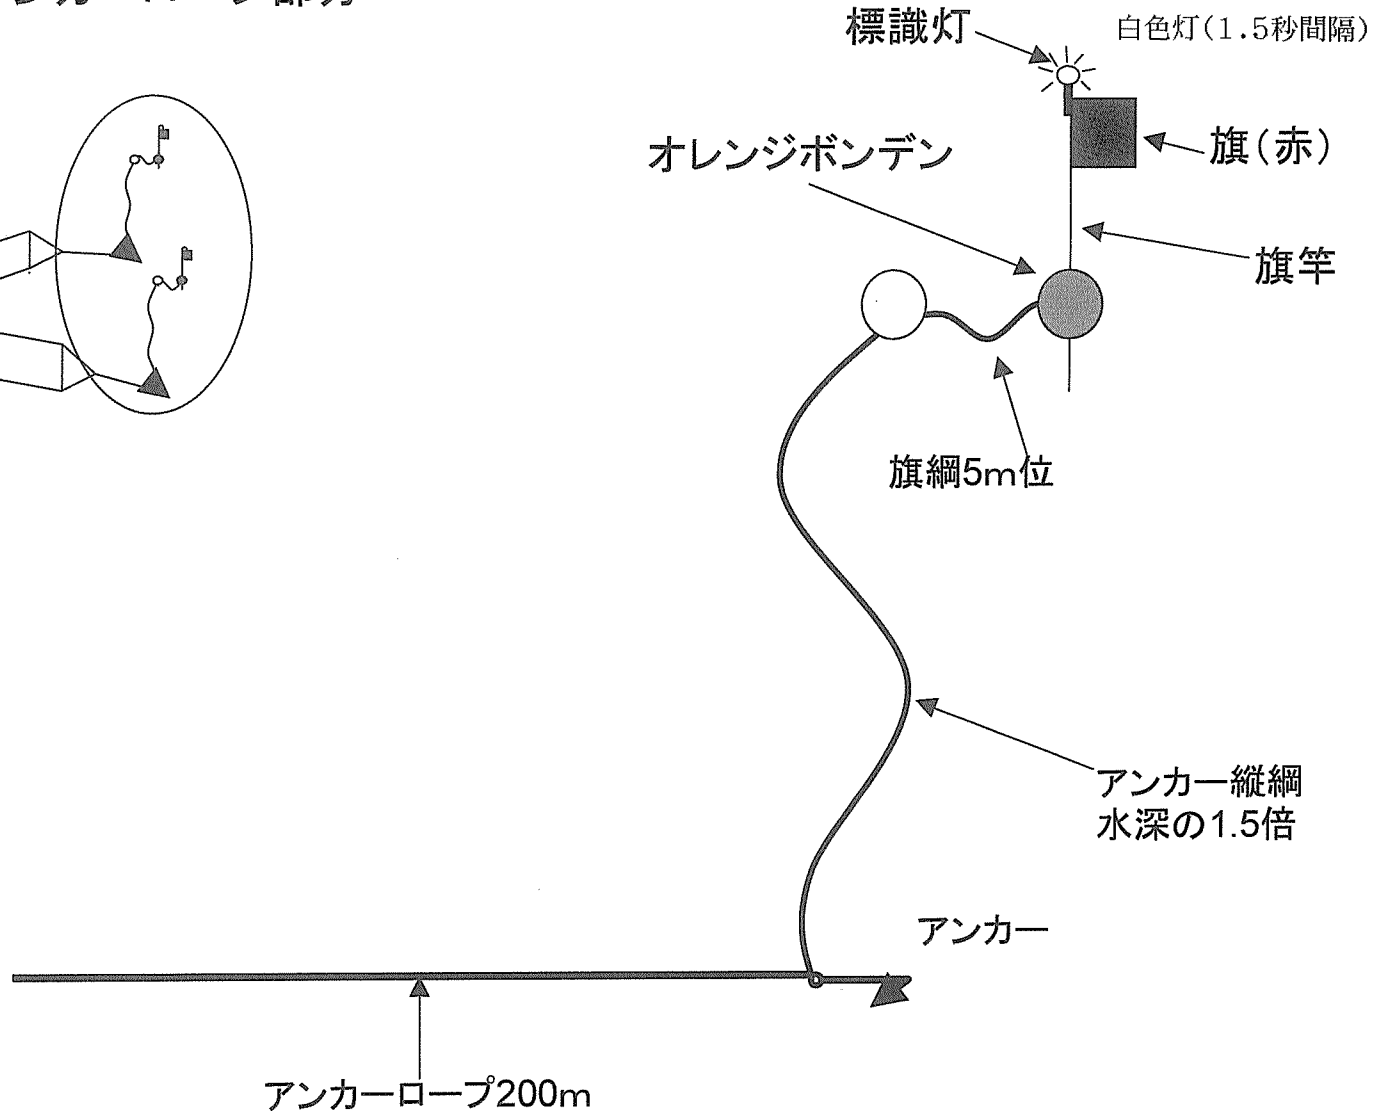 標識灯
白色灯(1.5秒間隔)
旗(赤)
オレンジボンデン
旗竿
旗綱5m位
アンカー縦綱
水深の1.5倍
アンカー
アンカーロープ200m